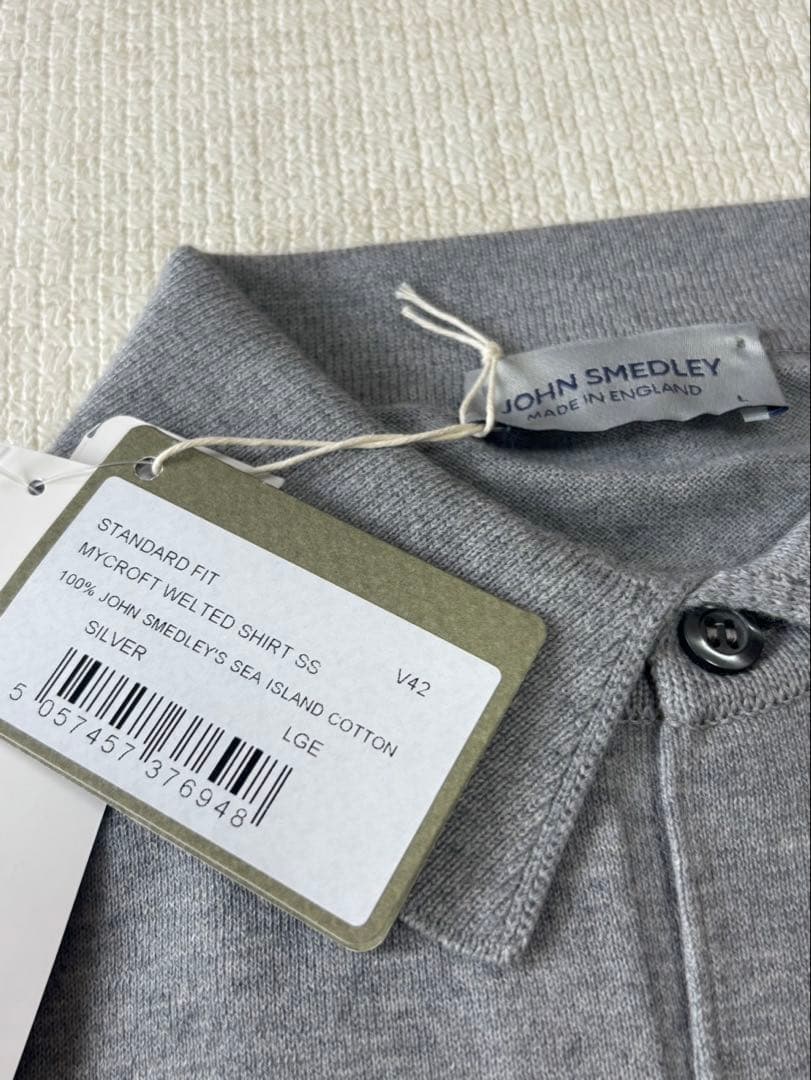 JOHN SMEDLEY
MADE IN ENGLAND
L
STANDARD FIT
MYCROFT WELTED SHIRT SS
V42
100% JOHN SMEDLEY'S SEA ISLAND COTTON
SILVER
LGE
5 057457 376948